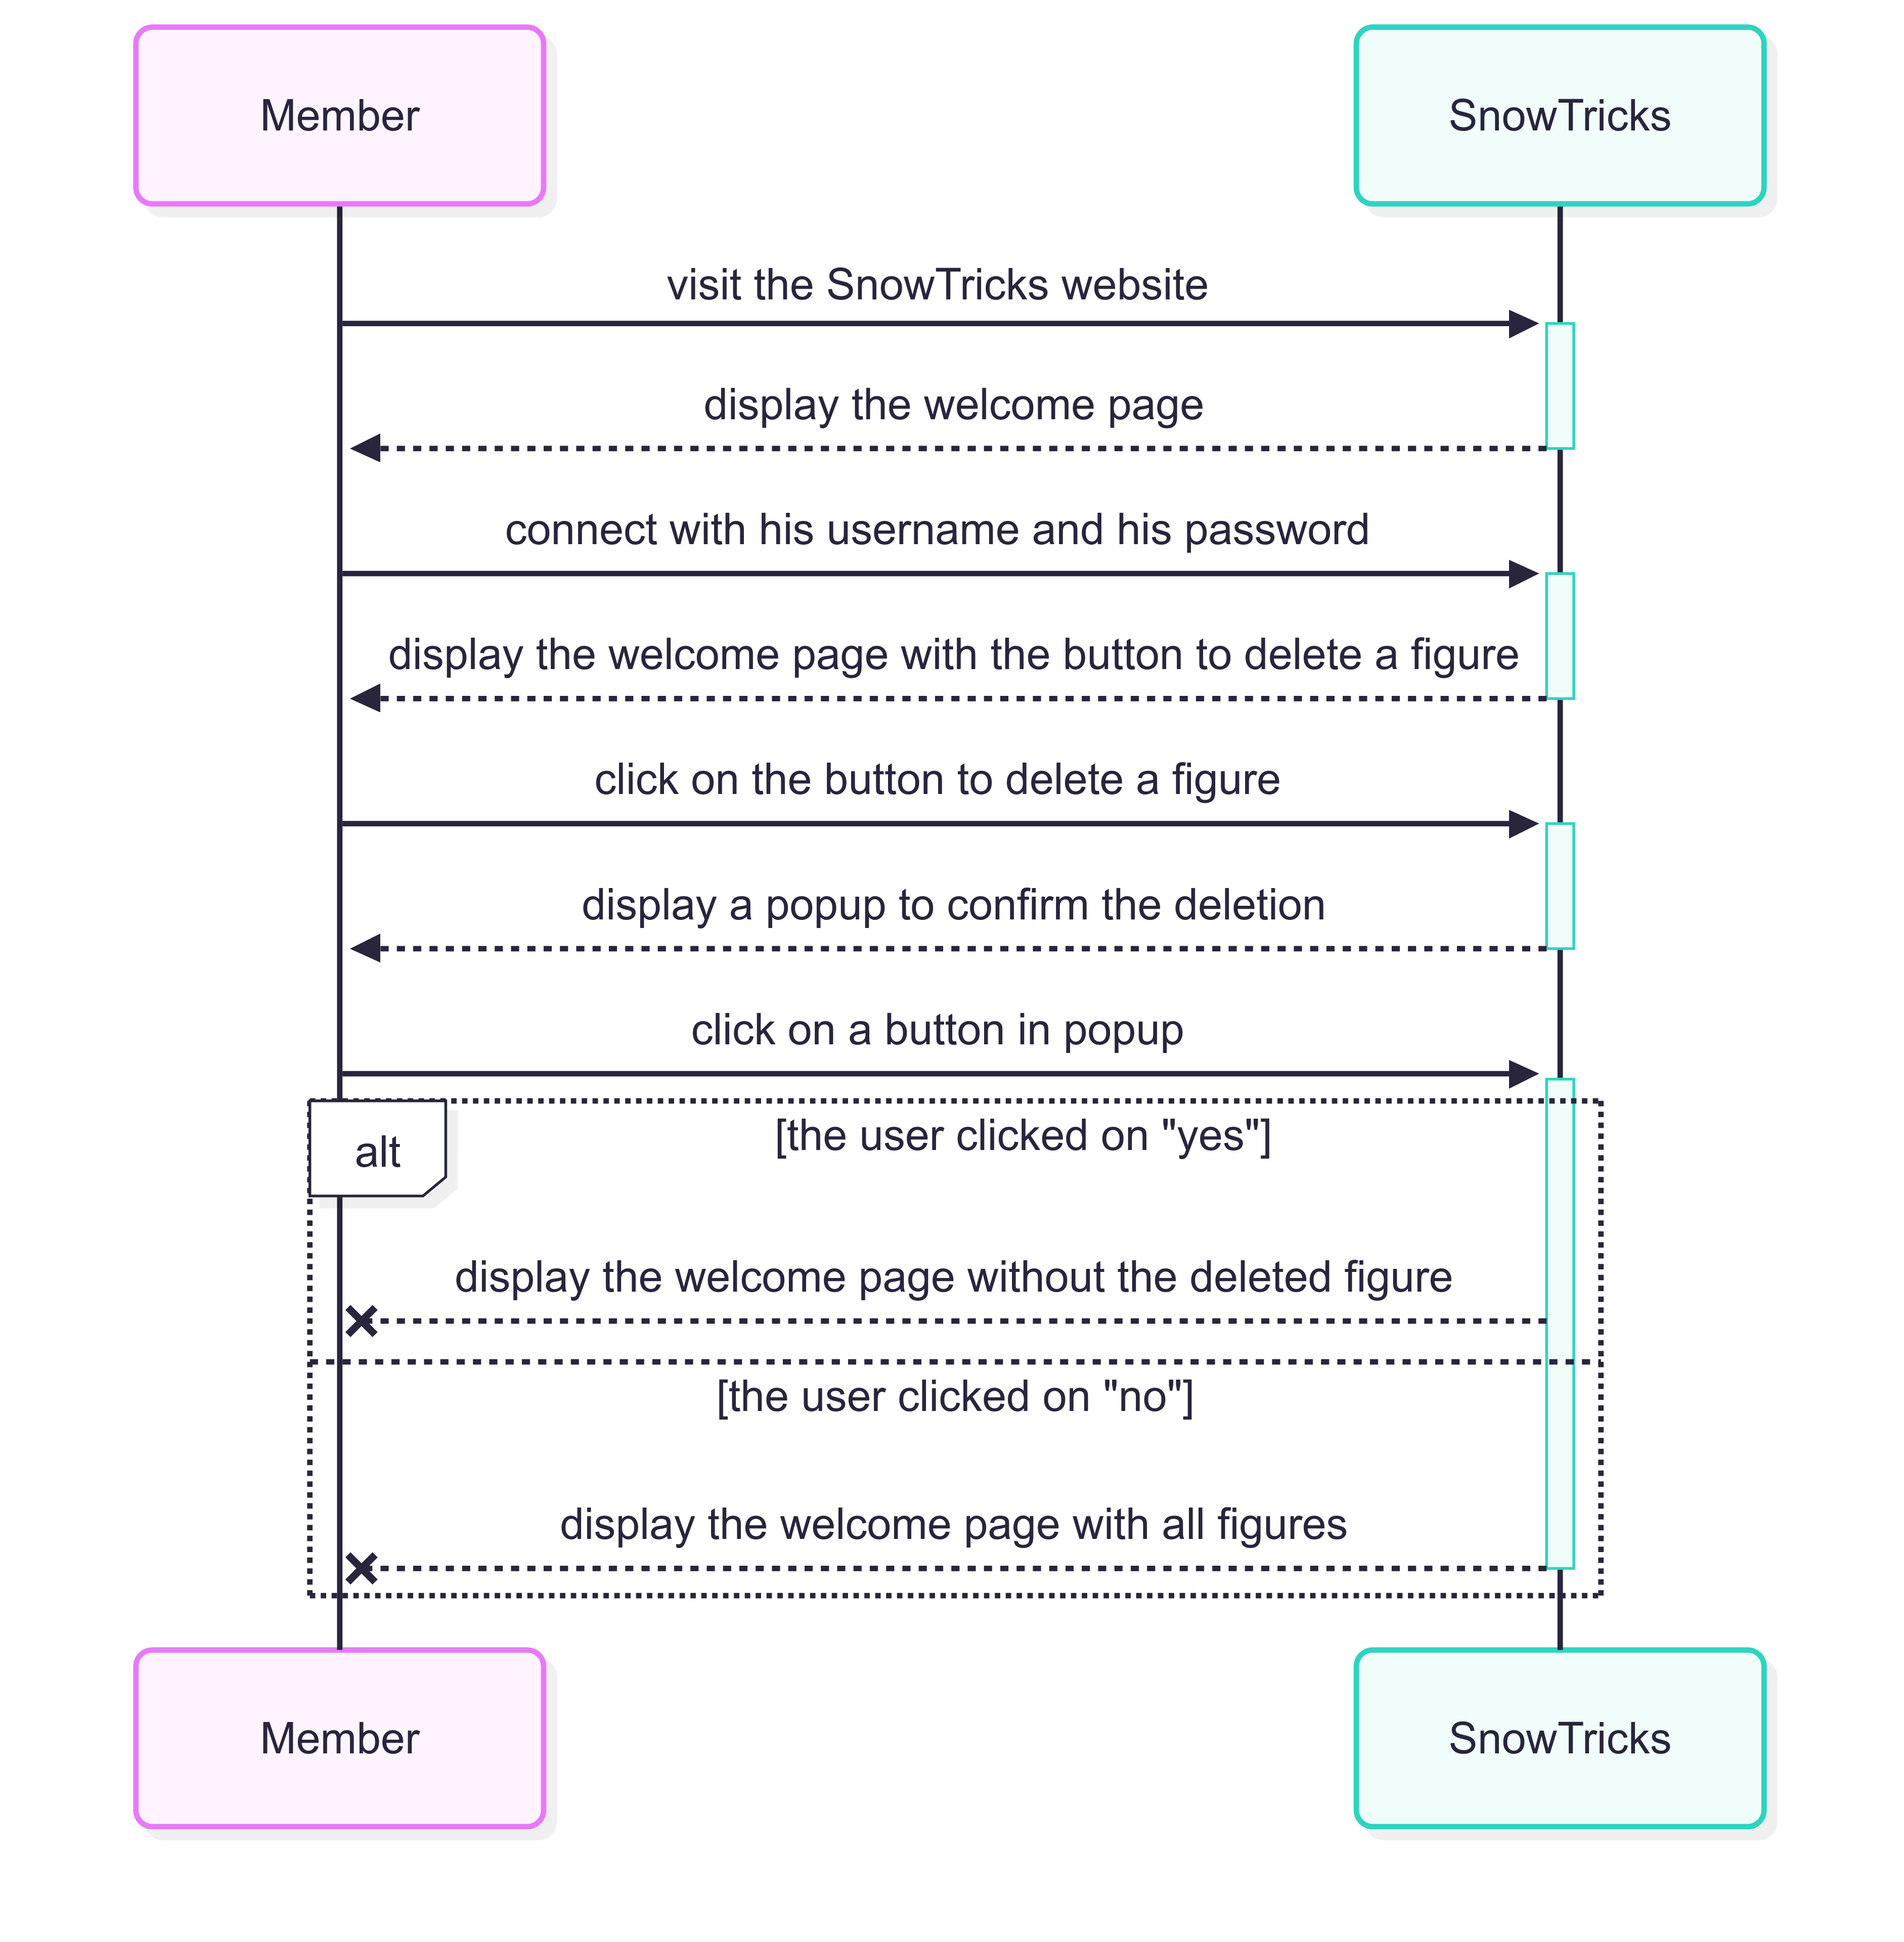 Member
SnowTricks
visit the SnowTricks website
display the welcome page
connect with his username and his password
display the welcome page with the button to delete a figure
click on the button to delete a figure
display a popup to confirm the deletion
click on a button in popup
alt
[the user clicked on "yes"]
display the welcome page without the deleted figure
[the user clicked on "no"]
display the welcome page with all figures
Member
SnowTricks